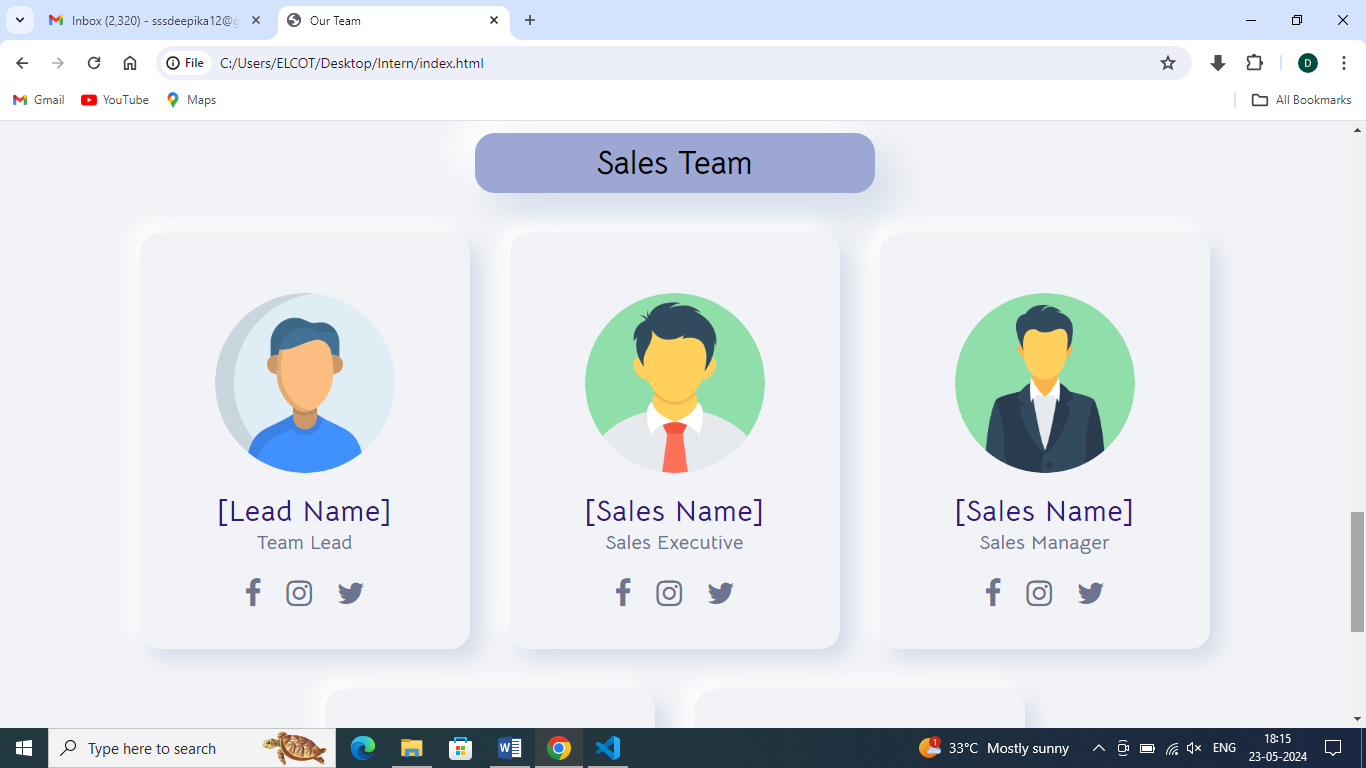 Inbox (2,320) - sssdeepika12@g
Our Team
File
C:/Users/ELCOT/Desktop/Intern/index.html
D
Gmail
YouTube
Maps
All Bookmarks
Sales Team
[Lead Name]
Team Lead
[Sales Name]
Sales Executive
[Sales Name]
Sales Manager
Type here to search
1
33°C Mostly sunny
ENG
18:15
23-05-2024